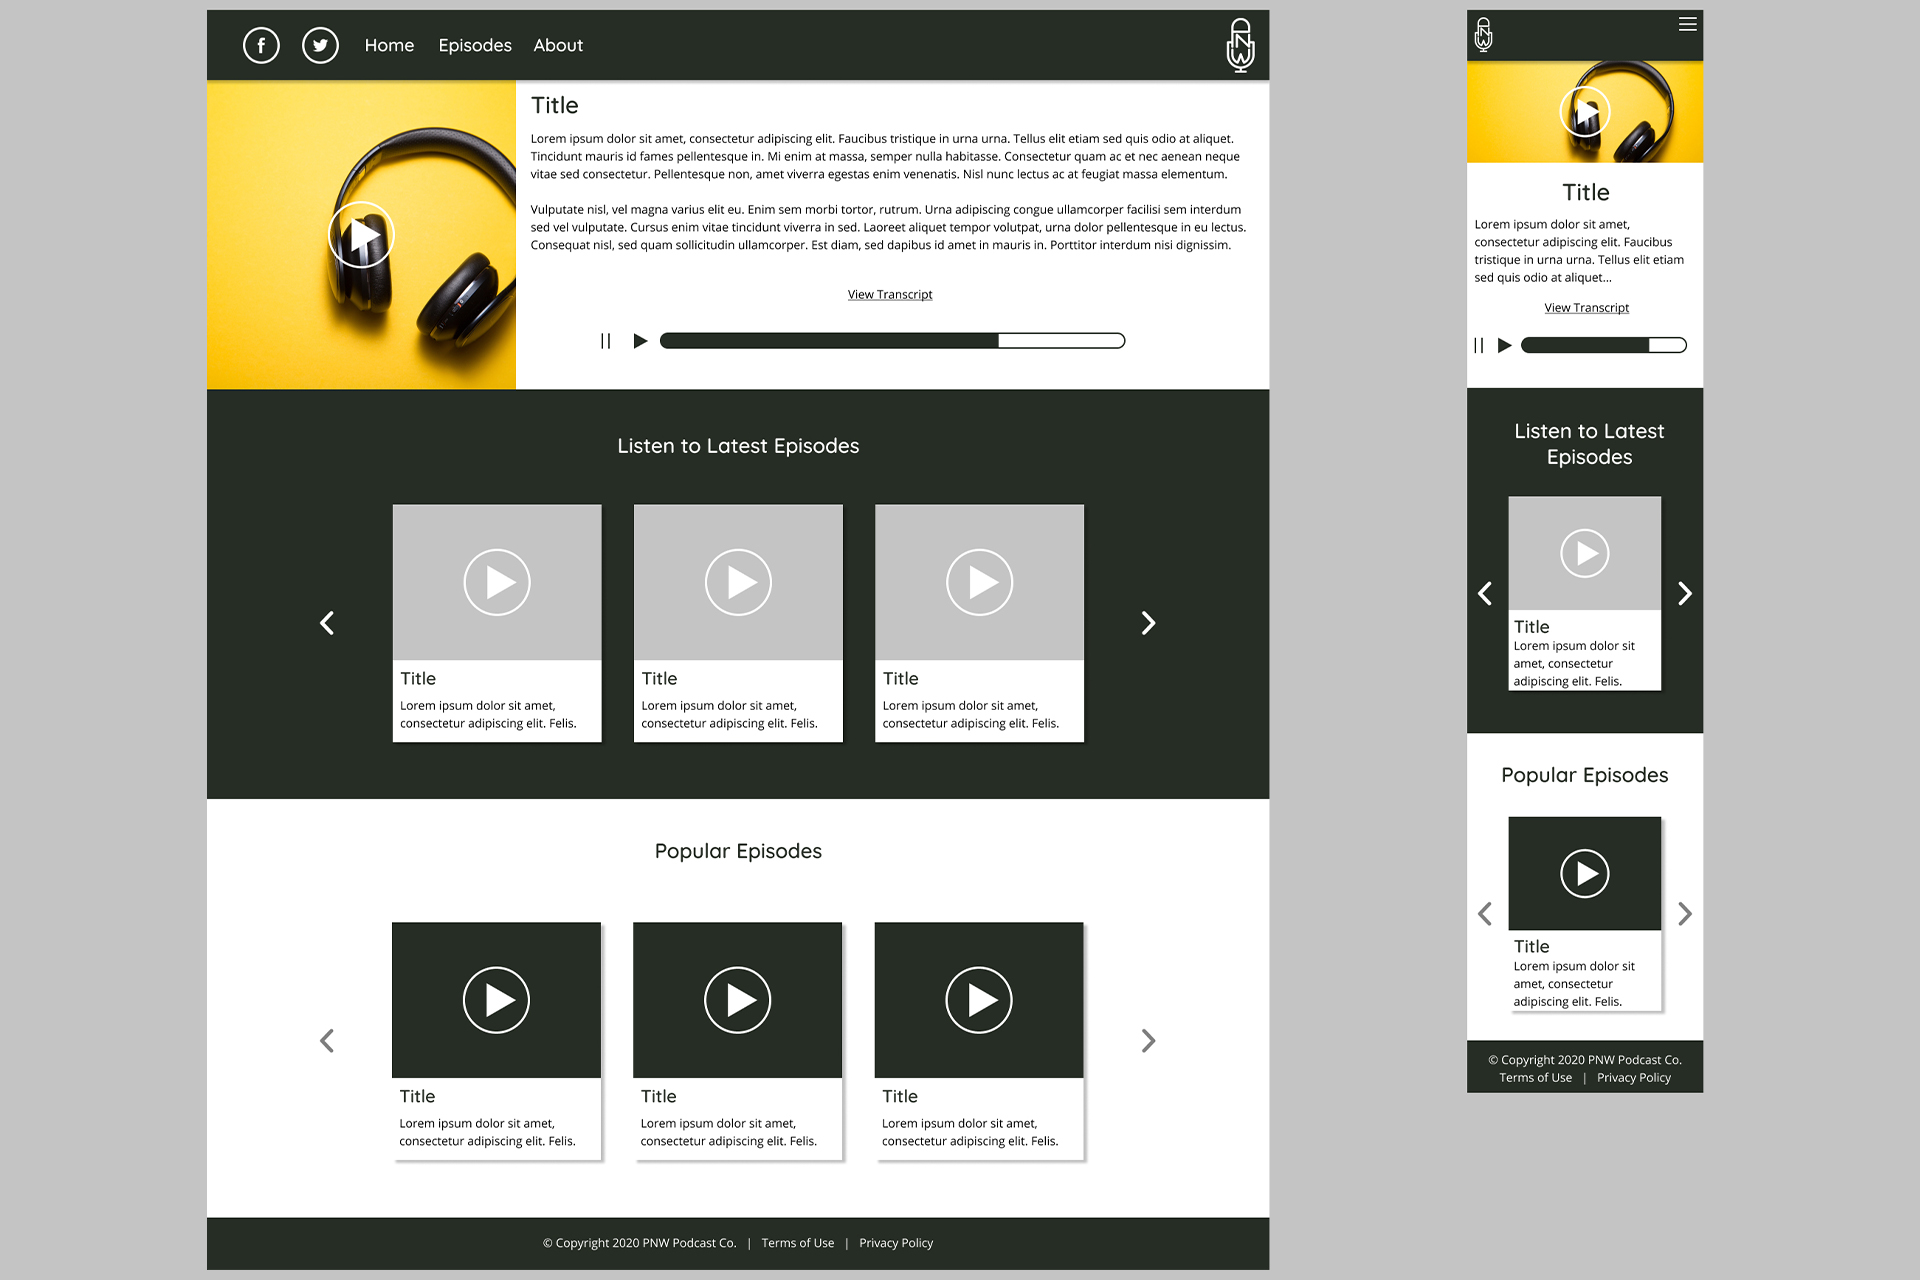 Home Episodes About
PNW
Title
Lorem ipsum dolor sit amet, consectetur adipiscing elit. Faucibus tristique in urna urna. Tellus elit etiam sed quis odio at aliquet.
Tincidunt mauris id fames pellentesque in. Mi enim at massa, semper nulla habitasse. Consectetur quam ac et nec aenean neque
vitae sed consectetur. Pellentesque non, amet viverra egestas enim venenatis. Nisl nunc lectus ac at feugiat massa elementum.
Vulputate nisl, vel magna varius elit eu. Enim sem morbi tortor, rutrum. Urna adipiscing congue ullamcorper facilisi sem interdum
sed vel vulputate. Cursus enim vitae tincidunt viverra in sed. Laoreet aliquet tempor volutpat, urna dolor pellentesque in eu lectus.
Consequat nisl, sed quam sollicitudin ullamcorper. Est diam, sed dapibus id amet in mauris in. Porttitor interdum nisi dignissim.
View Transcript
Listen to Latest Episodes
Title
Lorem ipsum dolor sit amet,
consectetur adipiscing elit. Felis.
Title
Lorem ipsum dolor sit amet,
consectetur adipiscing elit. Felis.
Title
Lorem ipsum dolor sit amet,
consectetur adipiscing elit. Felis.
Popular Episodes
Title
Lorem ipsum dolor sit amet,
consectetur adipiscing elit. Felis.
Title
Lorem ipsum dolor sit amet,
consectetur adipiscing elit. Felis.
Title
Lorem ipsum dolor sit amet,
consectetur adipiscing elit. Felis.
© Copyright 2020 PNW Podcast Co. | Terms of Use | Privacy Policy
PNW
Title
Lorem ipsum dolor sit amet,
consectetur adipiscing elit. Faucibus
tristique in urna urna. Tellus elit etiam
sed quis odio at aliquet...
View Transcript
Listen to Latest
Episodes
Title
Lorem ipsum dolor sit
amet, consectetur
adipiscing elit. Felis.
Popular Episodes
Title
Lorem ipsum dolor sit
amet, consectetur
adipiscing elit. Felis.
© Copyright 2020 PNW Podcast Co.
Terms of Use | Privacy Policy